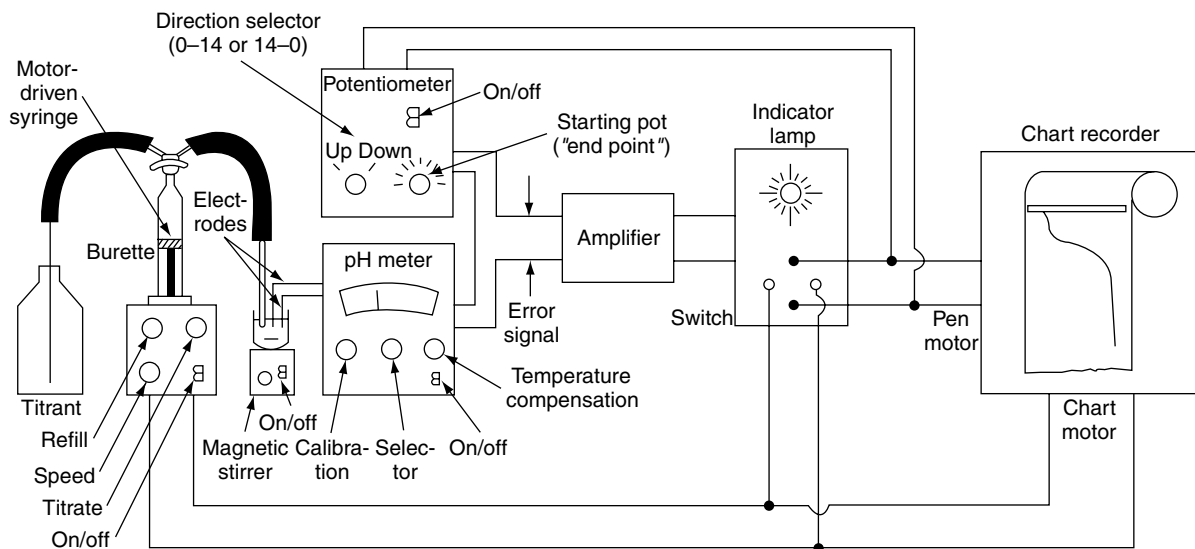 Direction selector
(0–14 or 14–0)
Motor-
driven
syringe
Potentiometer
On/off
Up Down
Starting pot
("end point")
Indicator
lamp
Chart recorder
Elect-
rodes
Burette
Amplifier
pH meter
Error
signal
Switch
Pen
motor
Titrant
Refill
Speed
Titrate
On/off
On/off
Magnetic
stirrer
Calibra-
tion
Selec-
tor
On/off
Temperature
compensation
Chart
motor